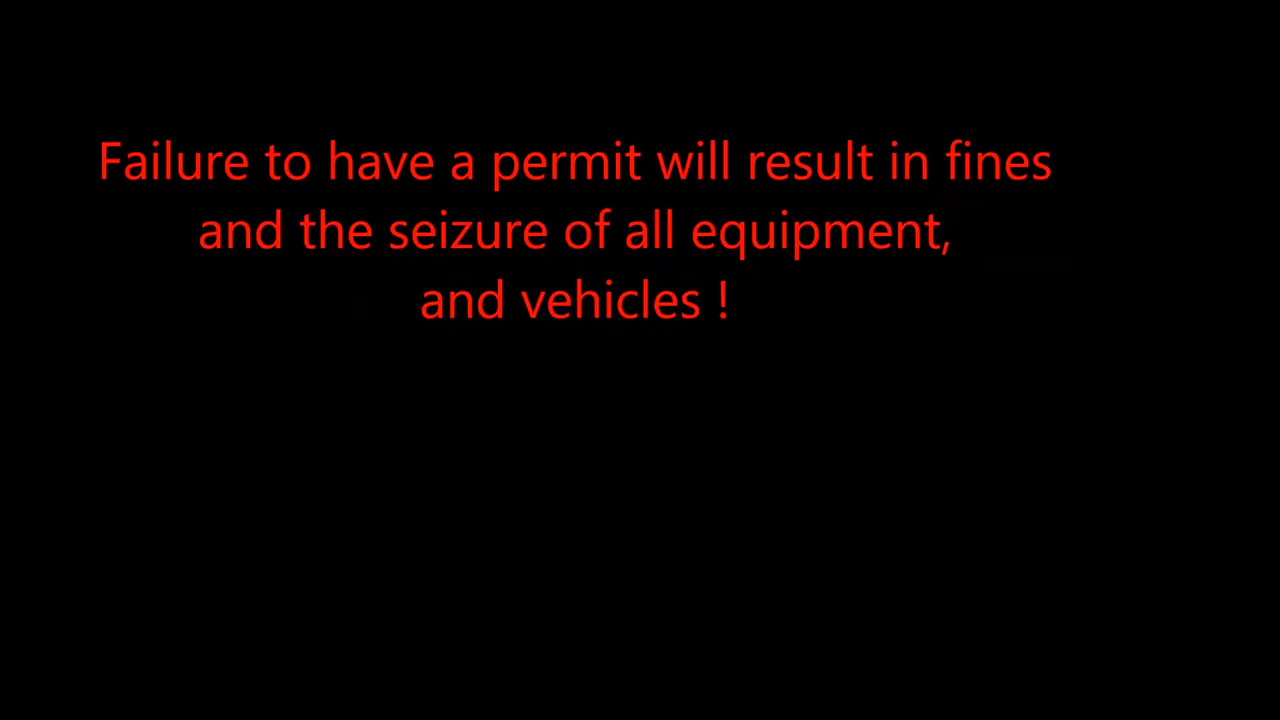 Failure to have a permit will result in fines
and the seizure of all equipment,
and vehicles !